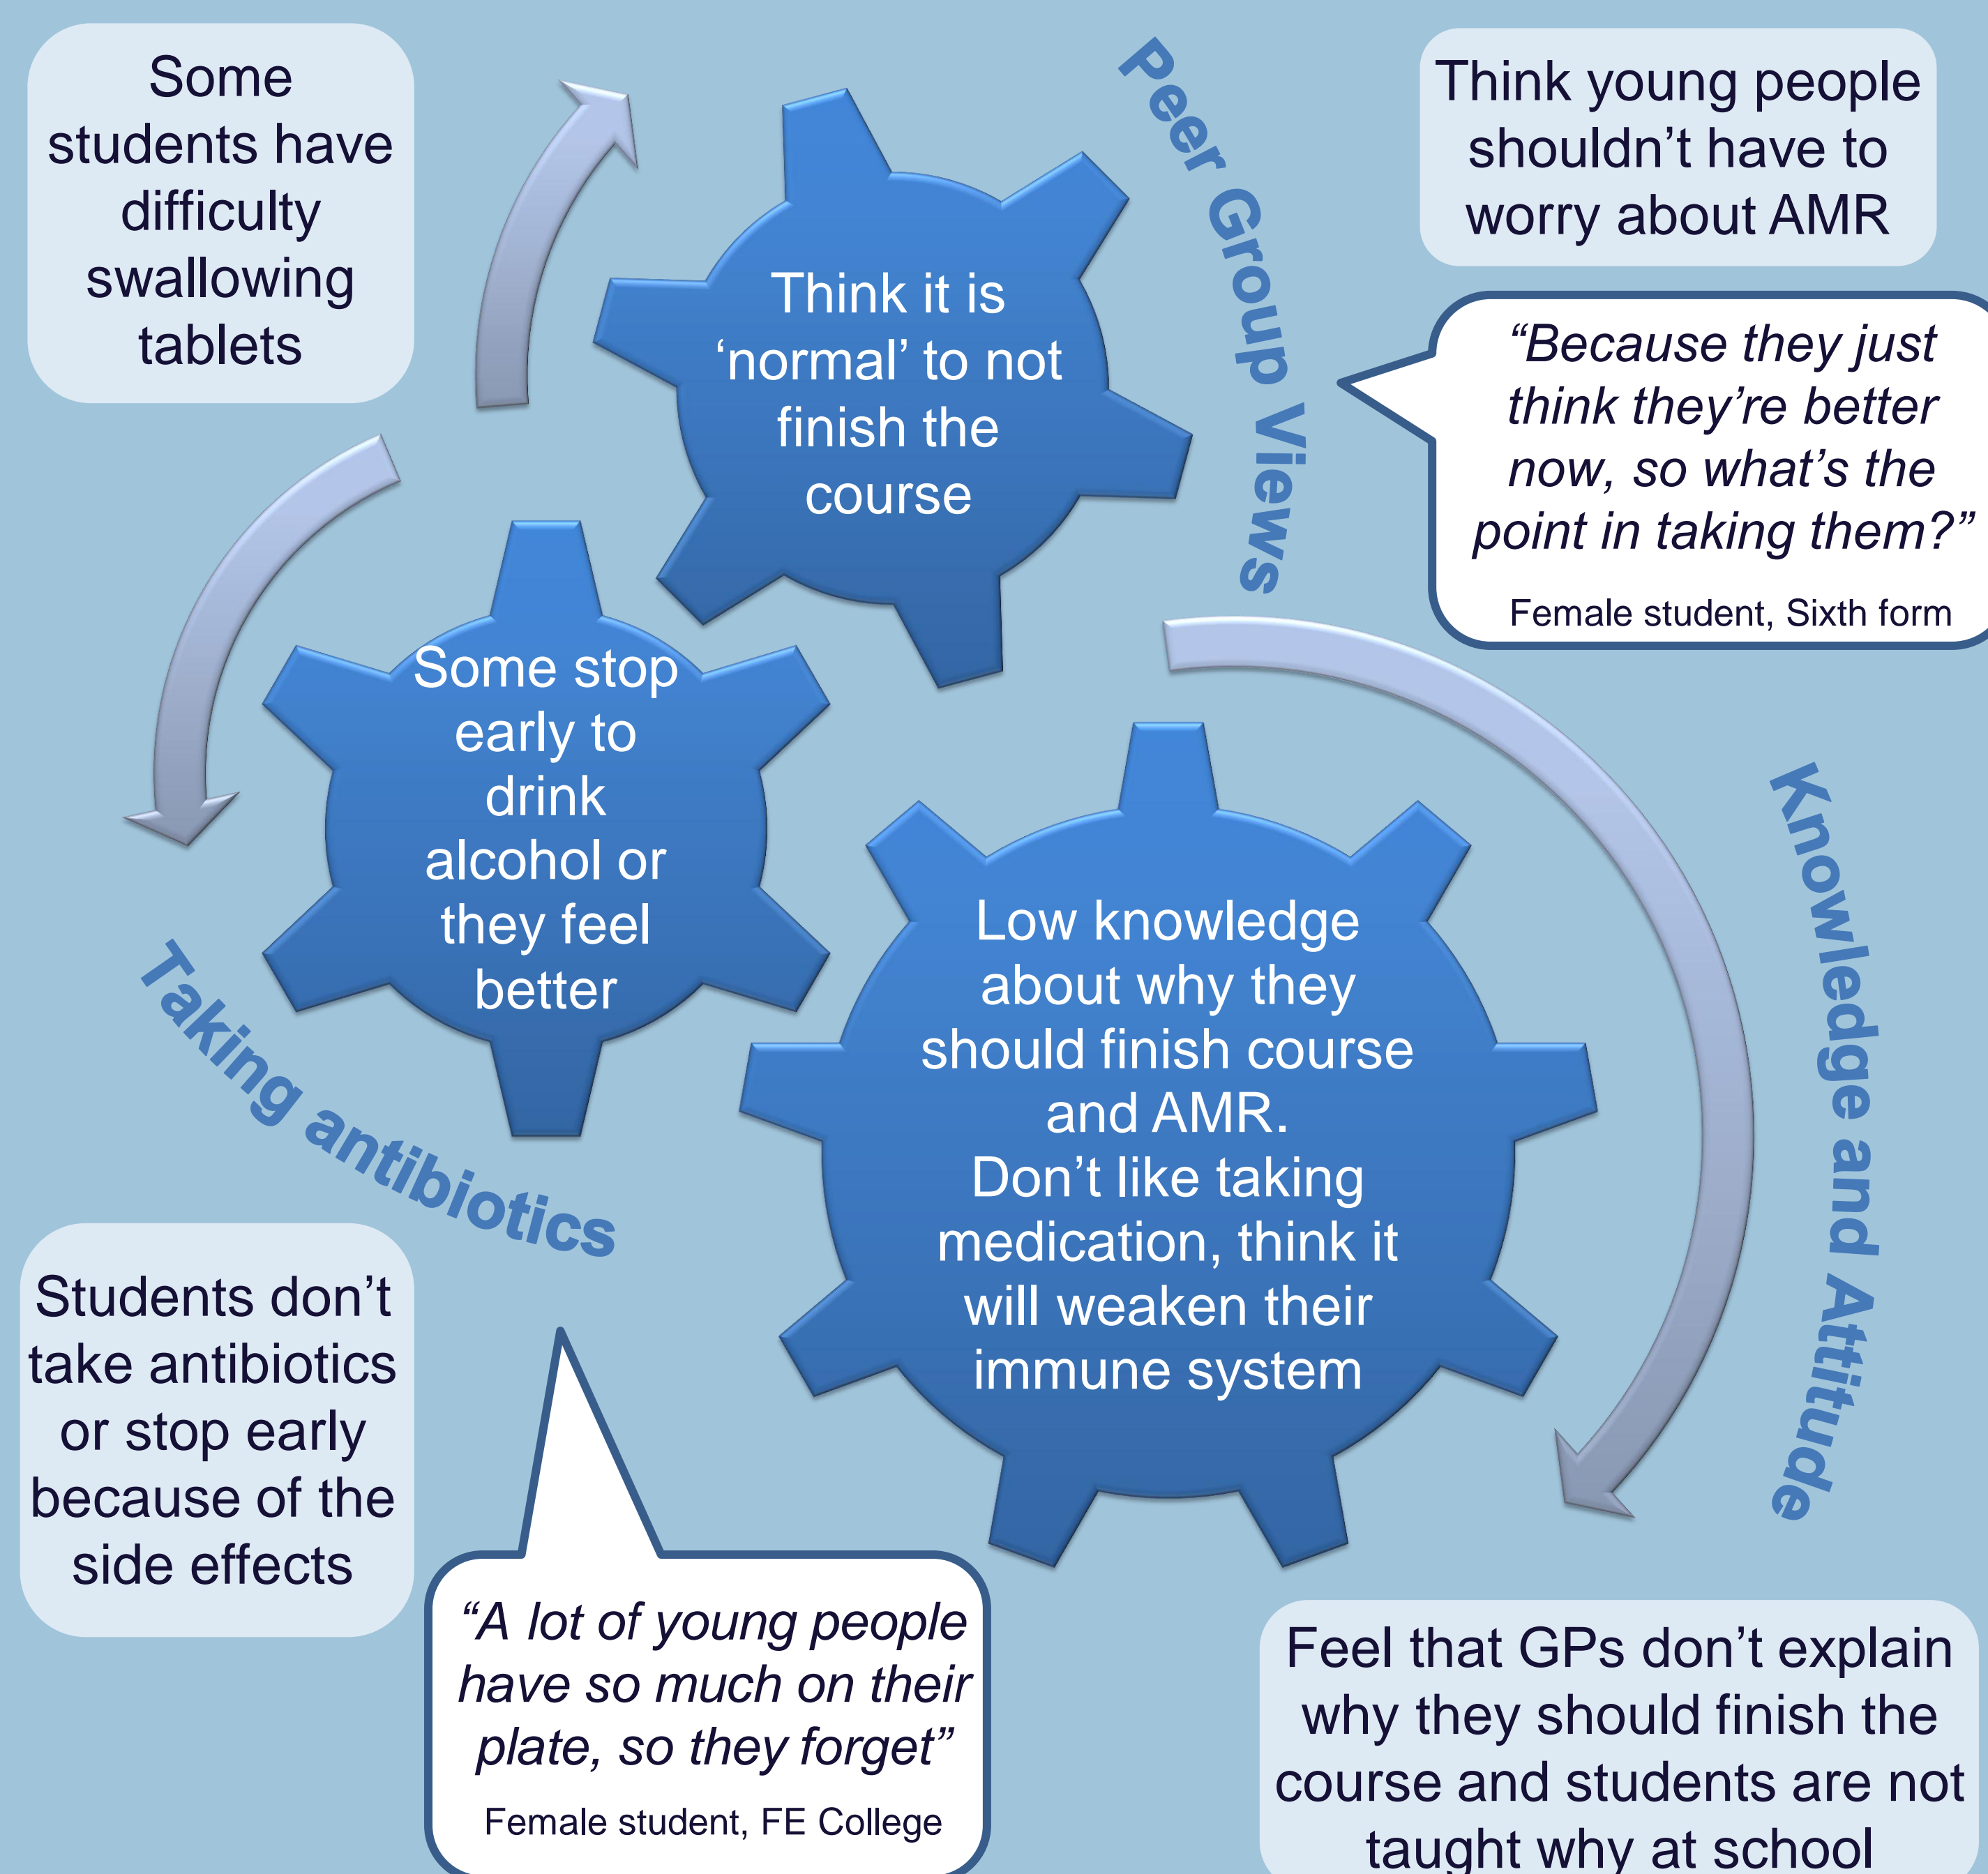 Some
students have
difficulty
swallowing
tablets
Think it is
‘normal’ to not
finish the
course
Peer Group Views
Think young people
shouldn’t have to
worry about AMR
“Because they just
think they’re better
now, so what’s the
point in taking them?”
Female student, Sixth form
Some stop
early to
drink
alcohol or
they feel
better
Taking antibiotics
Low knowledge
about why they
should finish course
and AMR.
Don’t like taking
medication, think it
will weaken their
immune system
Knowledge and Attitude
Students don’t
take antibiotics
or stop early
because of the
side effects
“A lot of young people
have so much on their
plate, so they forget”
Female student, FE College
Feel that GPs don’t explain
why they should finish the
course and students are not
taught why at school